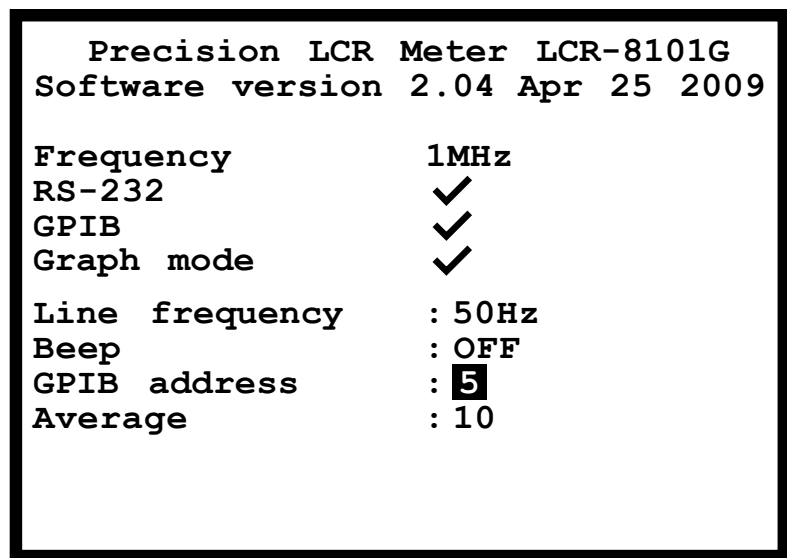 Precision LCR Meter LCR-8101G
Software version 2.04 Apr 25 2009
Frequency 1MHz
RS-232 ✓
GPIB ✓
Graph mode ✓
Line frequency : 50Hz
Beep : OFF
GPIB address : 5
Average : 10